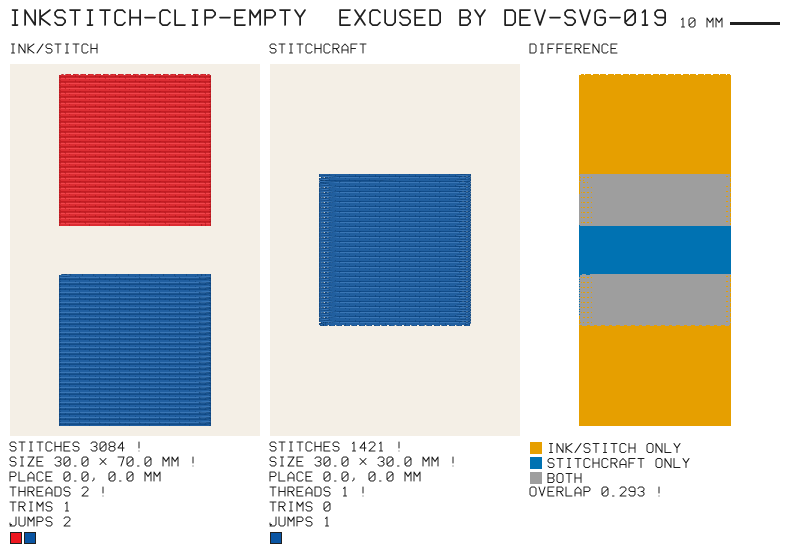 INKSTITCH-CLIP-EMPTY  EXCUSED BY DEV-SVG-019 10 MM
INK/STITCH
STITCHCRAFT
DIFFERENCE
STITCHES 3084 !
SIZE 30.0 × 70.0 MM !
PLACE 0.0, 0.0 MM
THREADS 2 !
TRIMS 1
JUMPS 2
STITCHES 1421 !
SIZE 30.0 × 30.0 MM !
PLACE 0.0, 0.0 MM
THREADS 1 !
TRIMS 0
JUMPS 1
INK/STITCH ONLY
STITCHCRAFT ONLY
BOTH
OVERLAP 0.293 !